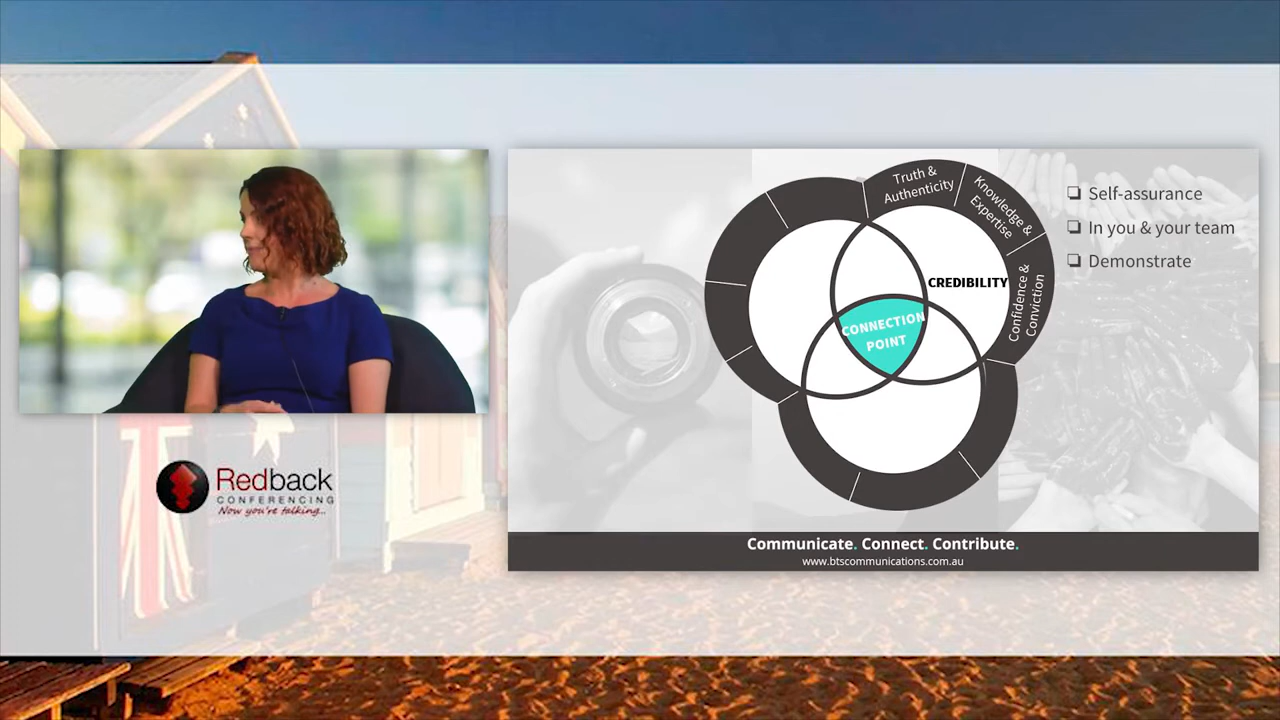 Redback
CONFERENCING
Now you're talking...
Truth &
Authenticity
Knowledge &
Expertise
Confidence &
Conviction
CREDIBILITY
CONNECTION
POINT
❑ Self-assurance
❑ In you & your team
❑ Demonstrate
Communicate. Connect. Contribute.
www.btscommunications.com.au